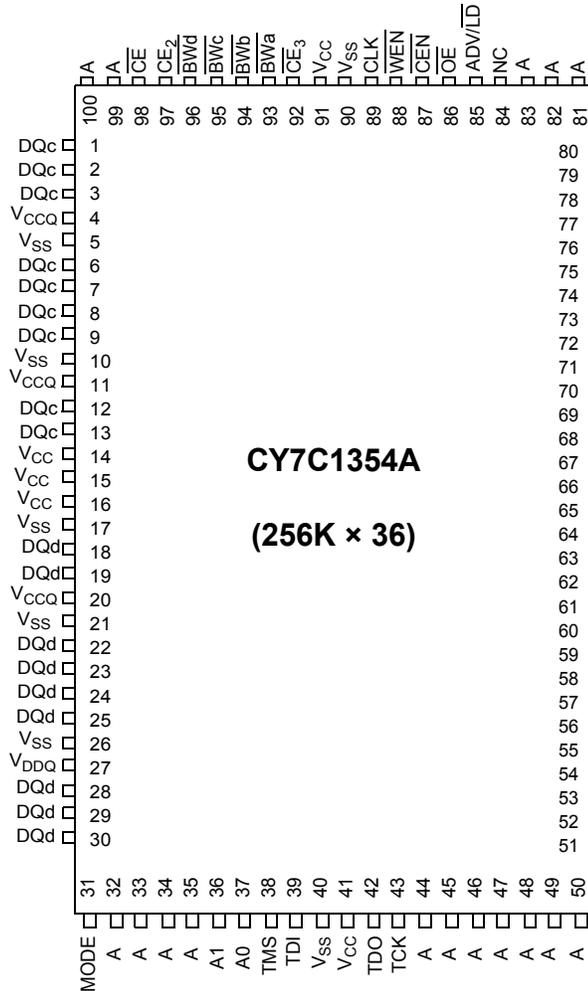 A A CE CE2 BWd BWc BWb BWa CE3 VCC VSS CLK WEN CEN OE ADV/LD NC A A A
100 99 98 97 96 95 94 93 92 91 90 89 88 87 86 85 84 83 82 81
DQc 1
DQc 2
DQc 3
VCCQ 4
VSS 5
DQc 6
DQc 7
DQc 8
DQc 9
VSS 10
VCCQ 11
DQc 12
DQc 13
VCC 14
VCC 15
VCC 16
VSS 17
DQd 18
DQd 19
VCCQ 20
VSS 21
DQd 22
DQd 23
DQd 24
DQd 25
VSS 26
VDDQ 27
DQd 28
DQd 29
DQd 30
CY7C1354A
(256K × 36)
80
79
78
77
76
75
74
73
72
71
70
69
68
67
66
65
64
63
62
61
60
59
58
57
56
55
54
53
52
51
31 32 33 34 35 36 37 38 39 40 41 42 43 44 45 46 47 48 49 50
MODE A A A A A1 A0 TMS TDI VSS VCC TDO TCK A A A A A A A